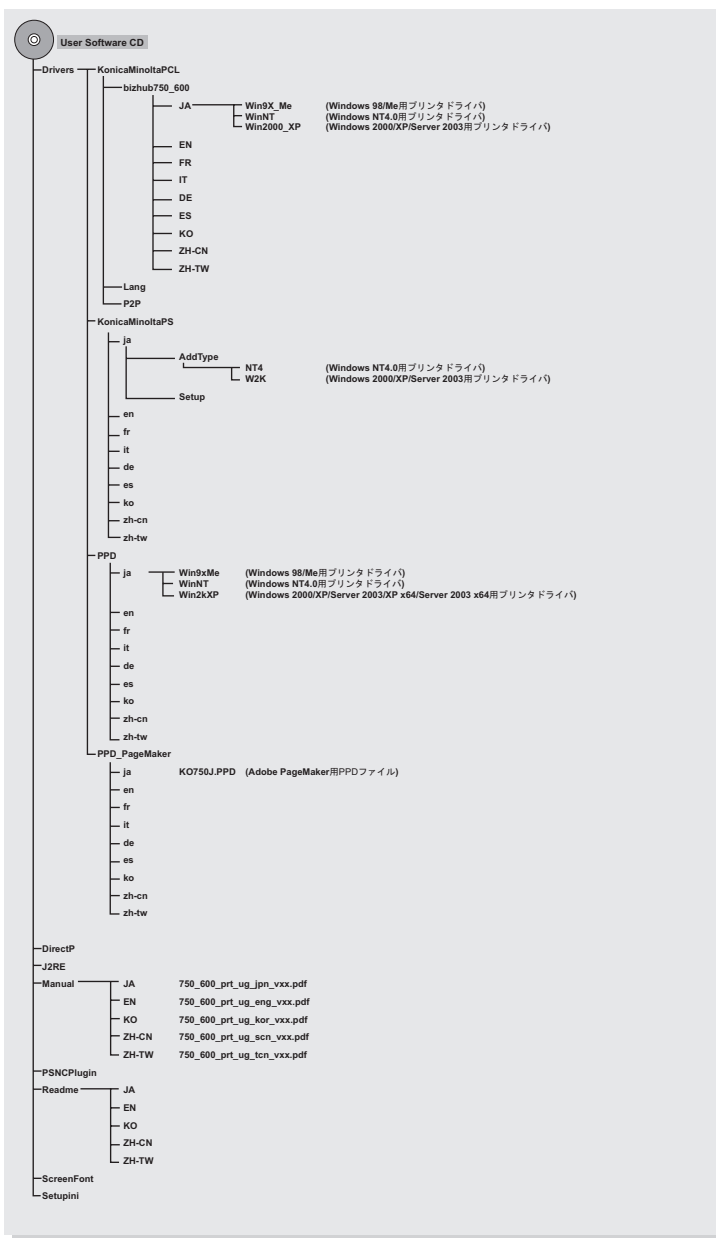 User Software CD
Drivers KonicaMinoltaPCL
bizhub750_600
JA Win9X_Me (Windows 98/Me用プリンタドライバ)
WinNT (Windows NT4.0用プリンタドライバ)
Win2000_XP (Windows 2000/XP/Server 2003用プリンタドライバ)
EN
FR
IT
DE
ES
KO
ZH-CN
ZH-TW
Lang
P2P
KonicaMinoltaPS
ja
AddType
NT4 (Windows NT4.0用プリンタドライバ)
W2K (Windows 2000/XP/Server 2003用プリンタドライバ)
Setup
en
fr
it
de
es
ko
zh-cn
zh-tw
PPD
ja Win9xMe (Windows 98/Me用プリンタドライバ)
WinNT (Windows NT4.0用プリンタドライバ)
Win2kXP (Windows 2000/XP/Server 2003/XP x64/Server 2003 x64用プリンタドライバ)
en
fr
it
de
es
ko
zh-cn
zh-tw
PPD_PageMaker
ja KO750J.PPD (Adobe PageMaker用PPDファイル)
en
fr
it
de
es
ko
zh-cn
zh-tw
DirectP
J2RE
Manual JA 750_600_prt_ug_jpn_vxx.pdf
EN 750_600_prt_ug_eng_vxx.pdf
KO 750_600_prt_ug_kor_vxx.pdf
ZH-CN 750_600_prt_ug_scn_vxx.pdf
ZH-TW 750_600_prt_ug_tcn_vxx.pdf
PSNCPlugin
Readme JA
EN
KO
ZH-CN
ZH-TW
ScreenFont
Setupini